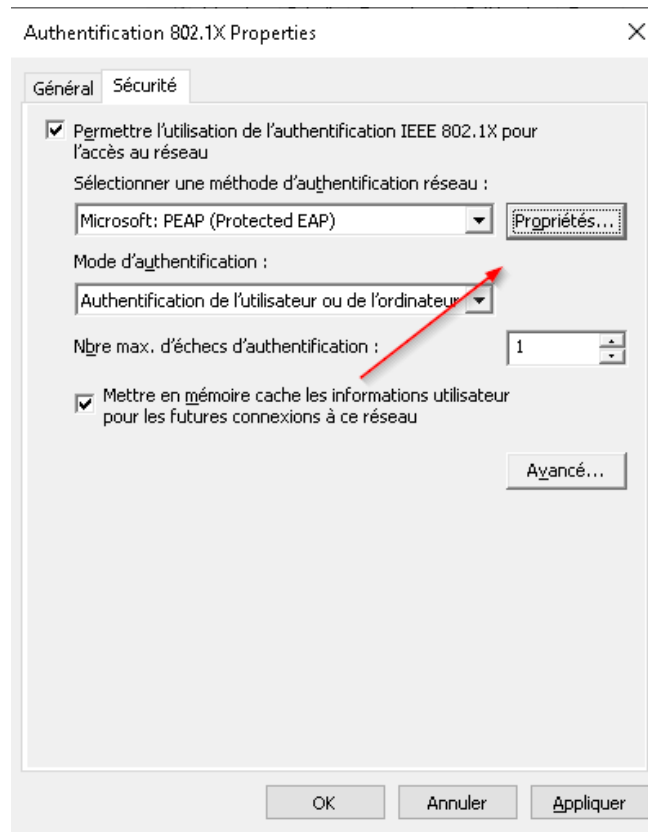 Authentification 802.1X Properties
Général
Sécurité
Permettre l'utilisation de l'authentification IEEE 802.1X pour
l'accès au réseau
Sélectionner une méthode d'authentification réseau :
Microsoft: PEAP (Protected EAP)
Propriétés...
Mode d'authentification :
Authentification de l'utilisateur ou de l'ordinateur
Nbre max. d'échecs d'authentification :
1
Mettre en mémoire cache les informations utilisateur
pour les futures connexions à ce réseau
Avancé...
OK
Annuler
Appliquer